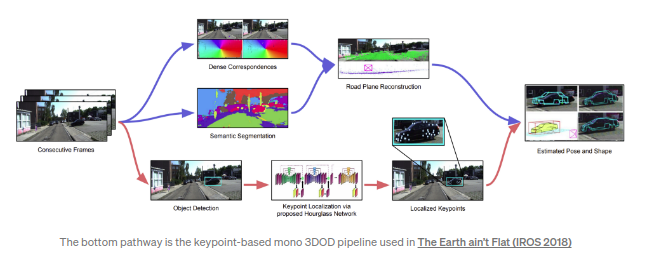 Dense Correspondences
Road Plane Reconstruction
Consecutive Frames
Semantic Segmentation
Estimated Pose and Shape
Object Detection
Keypoint Localization via
proposed Hourglass Network
Localized Keypoints
The bottom pathway is the keypoint-based mono 3DOD pipeline used in The Earth ain't Flat (IROS 2018)